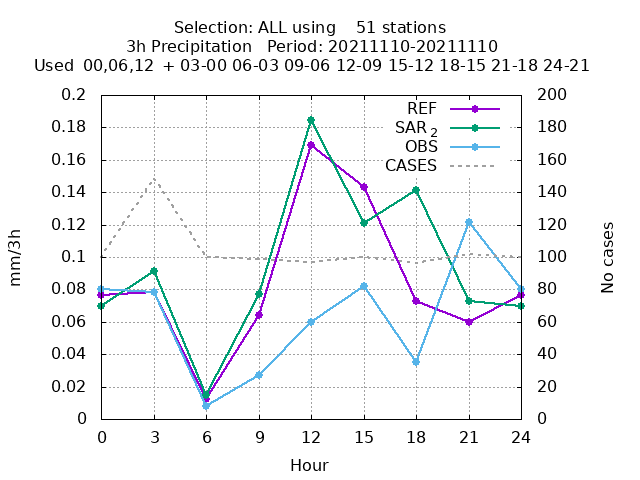 Selection: ALL using    51 stations
3h Precipitation   Period: 20211110-20211110
Used  00,06,12  + 03-00 06-03 09-06 12-09 15-12 18-15 21-18 24-21
REF
SAR 2
OBS
CASES
0.2
0.18
0.16
0.14
0.12
0.1
0.08
0.06
0.04
0.02
0
200
180
160
140
120
100
80
60
40
20
0
mm/3h
No cases
0 3 6 9 12 15 18 21 24
Hour